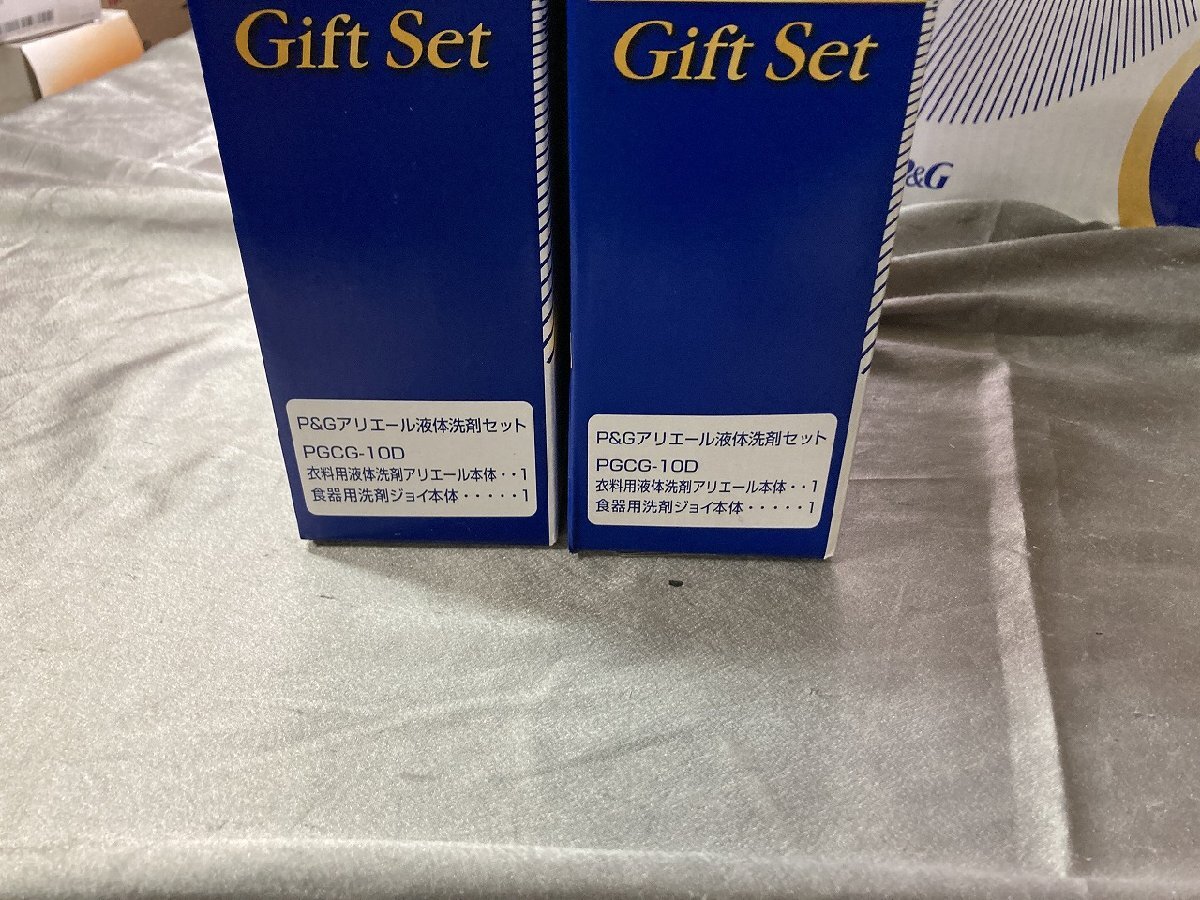 Gift Set
P&Gアリエール液体洗剤セット
PGCG-10D
衣料用液体洗剤アリエール本体・・1
食器用洗剤ジョイ本体・・・・・1
Gift Set
P&Gアリエール液体洗剤セット
PGCG-10D
衣料用液体洗剤アリエール本体・・1
食器用洗剤ジョイ本体・・・・・1
P&G